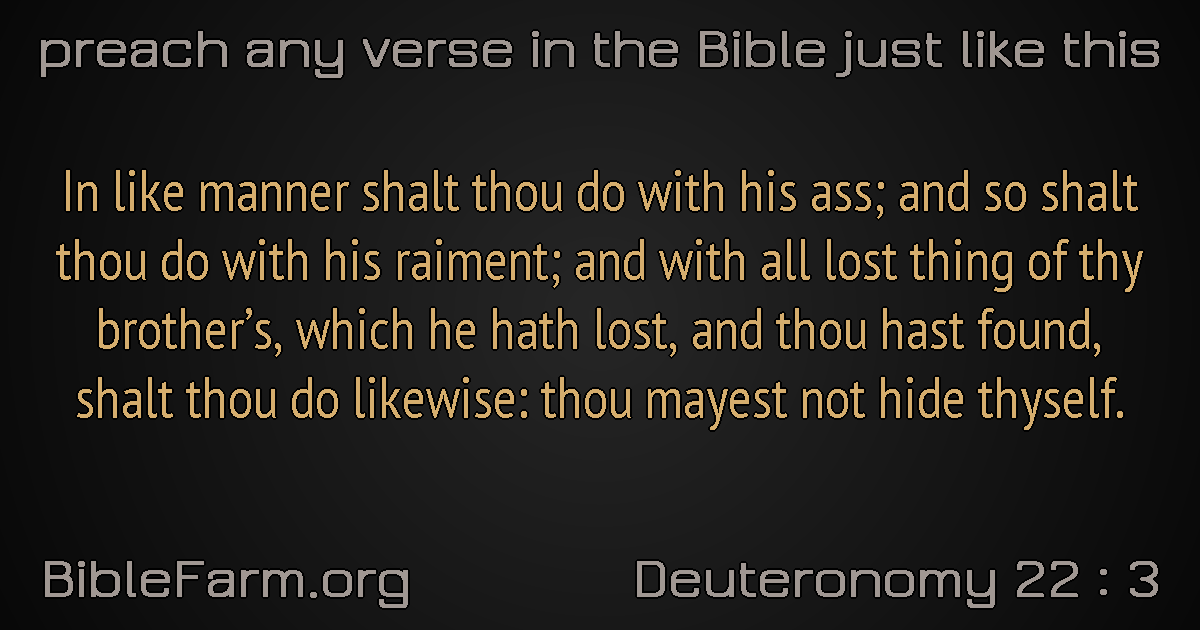 preach any verse in the Bible just like this
In like manner shalt thou do with his ass; and so shalt
thou do with his raiment; and with all lost thing of thy
brother’s, which he hath lost, and thou hast found,
shalt thou do likewise: thou mayest not hide thyself.
BibleFarm.org
Deuteronomy 22 : 3